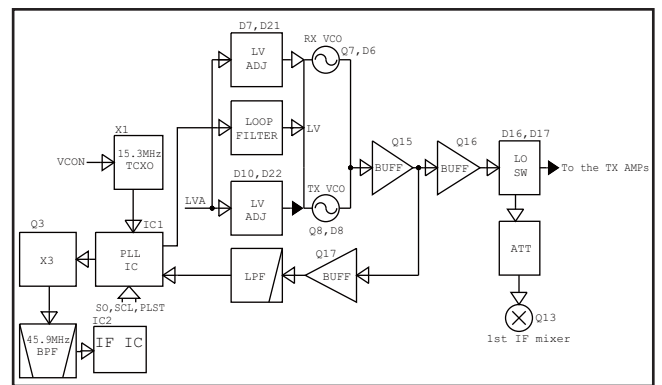 D7,D21
RX VCO
Q7,D6
LV
ADJ
X1
LOOP
FILTER
LV
15.3MHz
TCXO
VCON
Q15
BUFF
Q16
BUFF
D16,D17
LO
SW
To the TX AMPs
D10,D22
TX VCO
LV
ADJ
LVA
Q8,D8
Q3
IC1
X3
PLL
IC
LPF
Q17
BUFF
ATT
SO,SCL,PLST
IC2
45.9MHz
BPF
IF IC
Q13
1st IF mixer